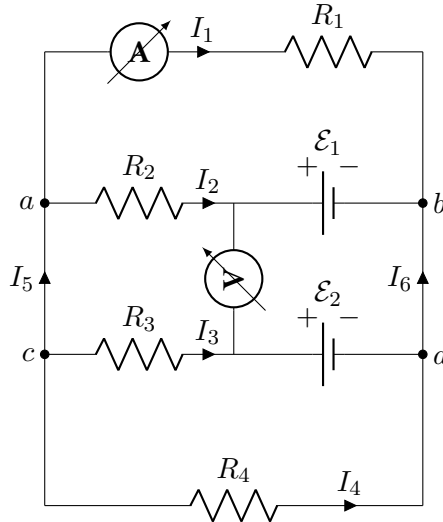 A I₁ R₁
R₂ I₂ ℰ₁
+ −
a b
V
I₅ I₆
R₃ I₃ ℰ₂
+ −
c d
R₄ I₄